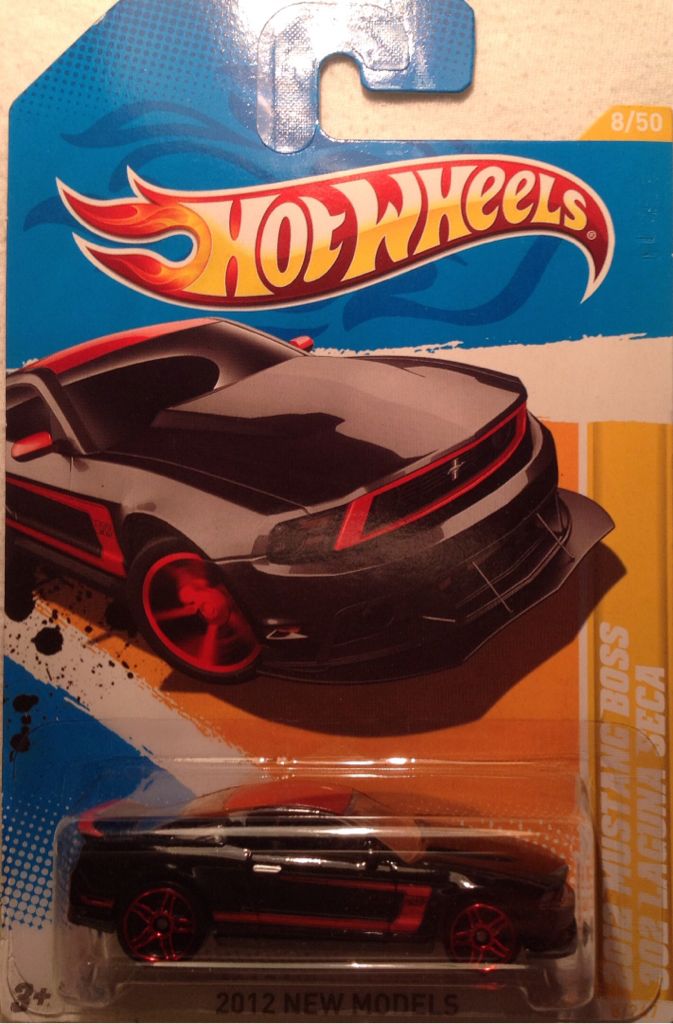 8/50
HOT WHEELS®
2012 MUSTANG BOSS
302 LAGUNA SECA
3+
2012 NEW MODELS